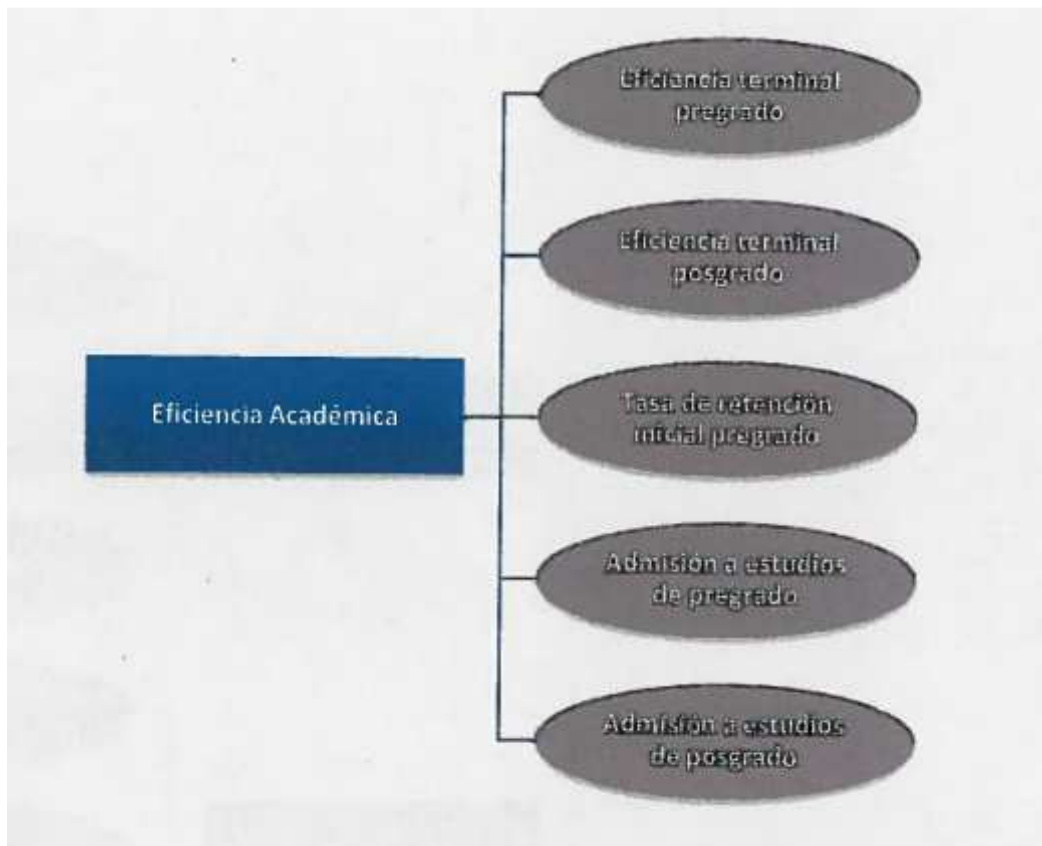 Eficiencia terminal
pregrado
Eficiencia terminal
posgrado
Eficiencia Académica
Tasa de retención
inicial pregrado
Admisión a estudios
de pregrado
Admisión a estudios
de posgrado